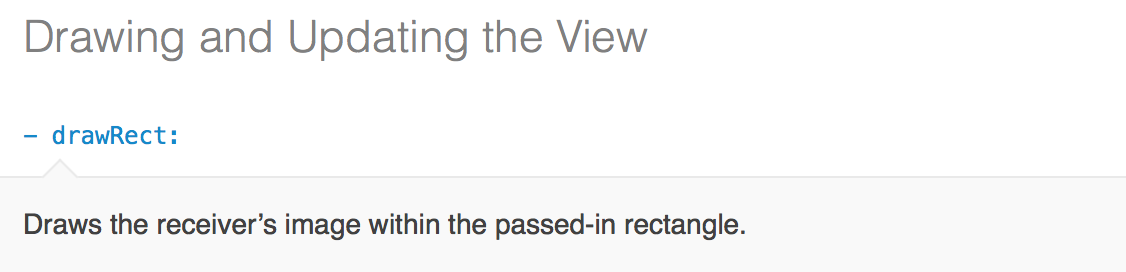 Drawing and Updating the View
– drawRect:
Draws the receiver’s image within the passed-in rectangle.